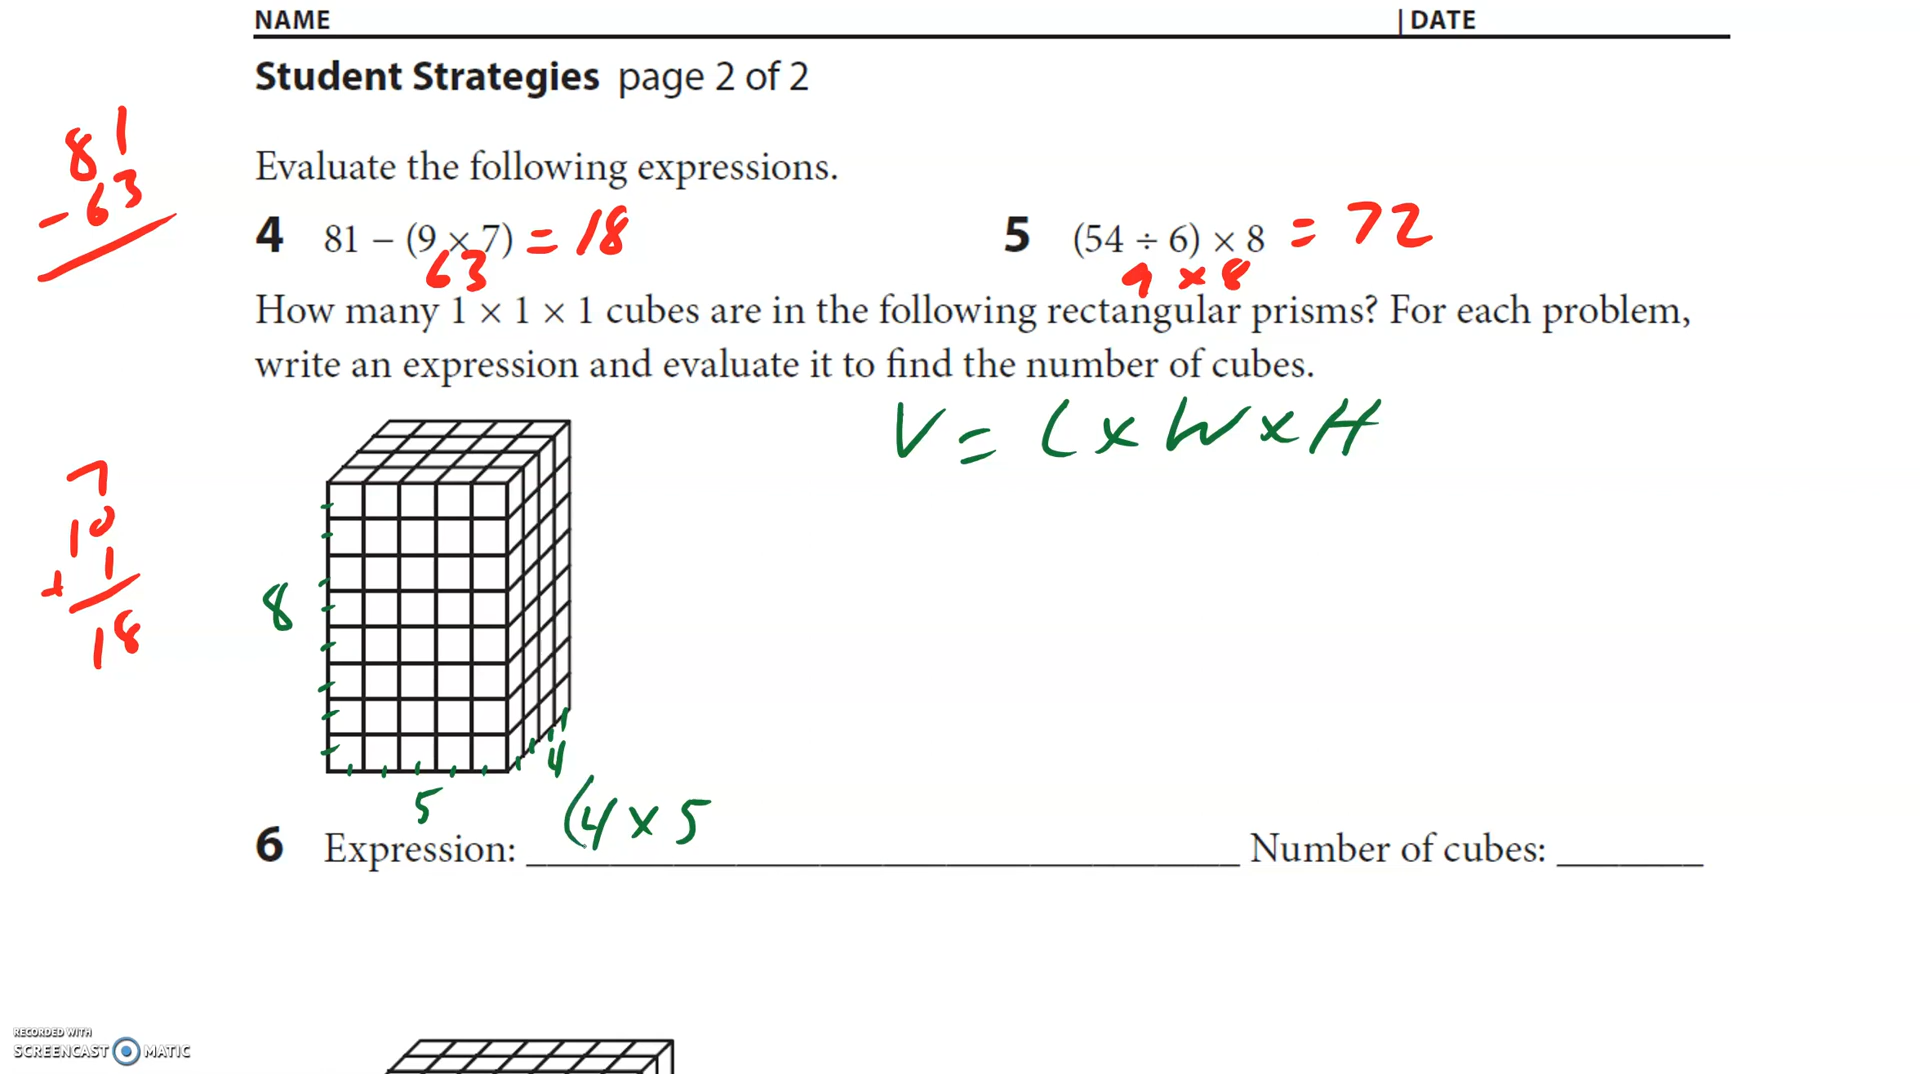 NAME | DATE
Student Strategies page 2 of 2
81
- 63
Evaluate the following expressions.
4 81 – (9 × 7) = 18
63
5 (54 ÷ 6) × 8 = 72
9 × 8
How many 1 × 1 × 1 cubes are in the following rectangular prisms? For each problem,
write an expression and evaluate it to find the number of cubes.
V = L x W x H
7
10
+ 1
18
8
4
5
6 Expression: (4 x 5 Number of cubes:
RECORDED WITH
SCREENCAST MATIC